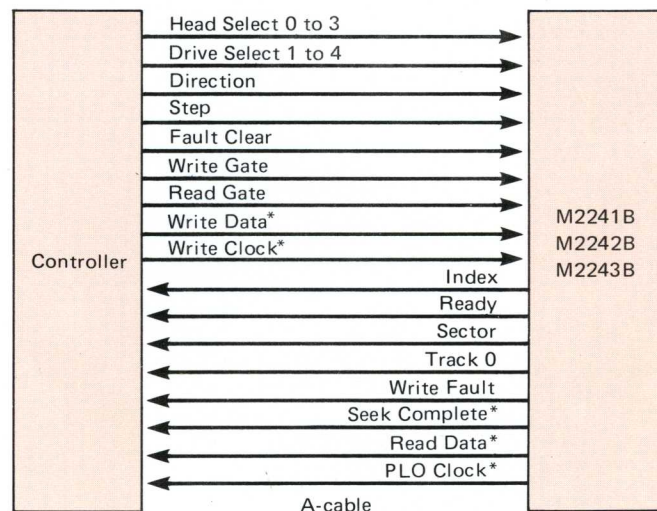 Head Select 0 to 3
Drive Select 1 to 4
Direction
Step
Fault Clear
Write Gate
Read Gate
Write Data*
Write Clock*
Controller
M2241B
M2242B
M2243B
Index
Ready
Sector
Track 0
Write Fault
Seek Complete*
Read Data*
PLO Clock*
A-cable